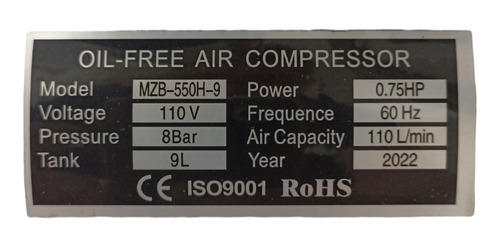 OIL-FREE AIR COMPRESSOR
Model MZB-550H-9 Power 0.75HP
Voltage 110 V Frequence 60 Hz
Pressure 8Bar Air Capacity 110 L/min
Tank 9L Year 2022
CE ISO9001 RoHS